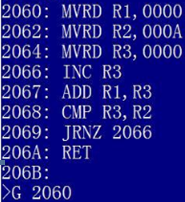 2060: MVRD R1,0000
2062: MVRD R2,000A
2064: MVRD R3,0000
2066: INC R3
2067: ADD R1,R3
2068: CMP R3,R2
2069: JRNZ 2066
206A: RET
206B:
>G 2060